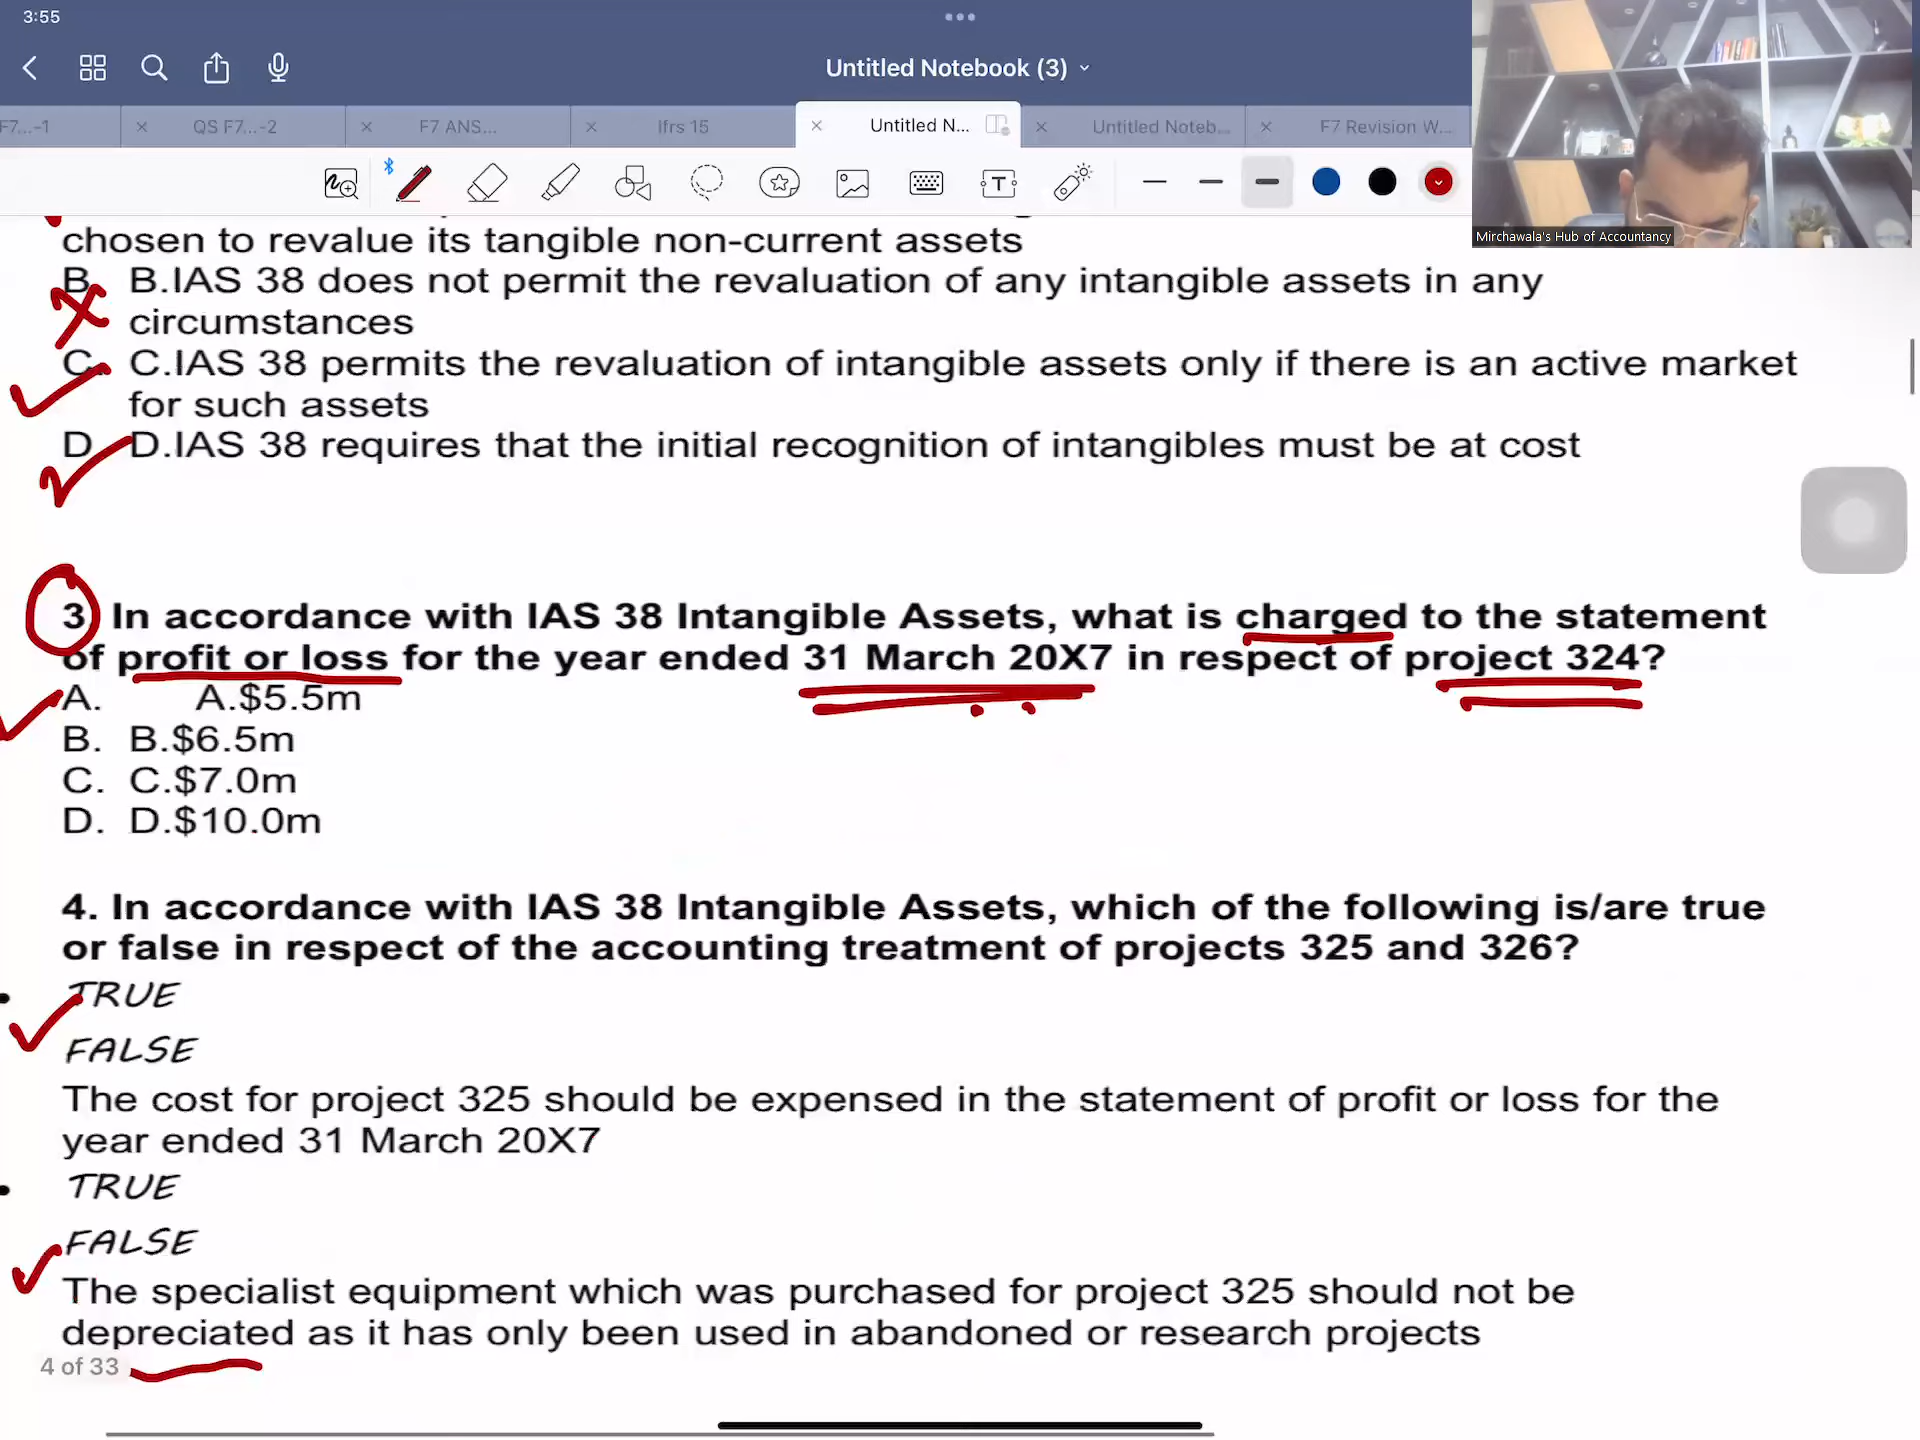 3:55
Untitled Notebook (3)
F7...-1
QS F7...-2
F7 ANS...
Ifrs 15
Untitled N...
Untitled Noteb...
F7 Revision W...
Mirchawala's Hub of Accountancy
chosen to revalue its tangible non-current assets
B. B.IAS 38 does not permit the revaluation of any intangible assets in any
circumstances
C. C.IAS 38 permits the revaluation of intangible assets only if there is an active market
for such assets
D. D.IAS 38 requires that the initial recognition of intangibles must be at cost
3. In accordance with IAS 38 Intangible Assets, what is charged to the statement
of profit or loss for the year ended 31 March 20X7 in respect of project 324?
A. A.$5.5m
B. B.$6.5m
C. C.$7.0m
D. D.$10.0m
4. In accordance with IAS 38 Intangible Assets, which of the following is/are true
or false in respect of the accounting treatment of projects 325 and 326?
• TRUE
FALSE
The cost for project 325 should be expensed in the statement of profit or loss for the
year ended 31 March 20X7
• TRUE
FALSE
The specialist equipment which was purchased for project 325 should not be
depreciated as it has only been used in abandoned or research projects
4 of 33